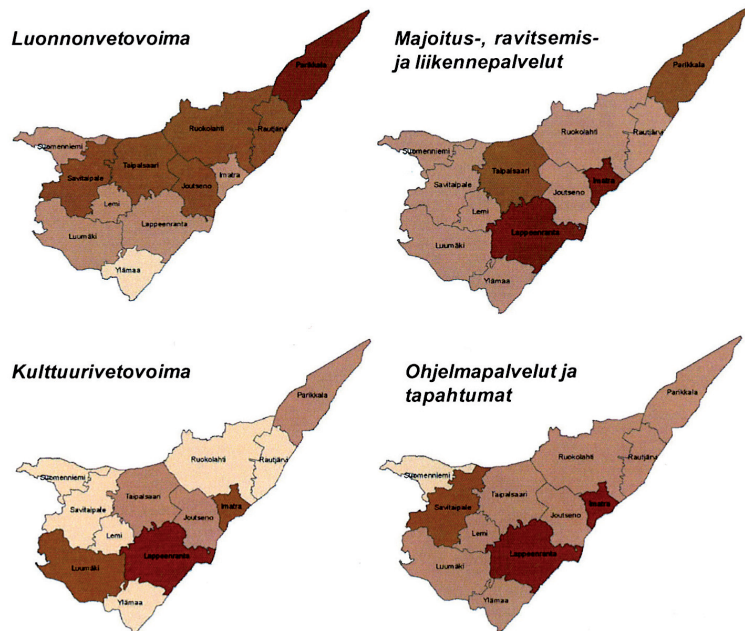 Luonnonvetovoima
Parikkala
Ruokolahti
Rautjärvi
Suomenniemi
Taipalsaari
Savitaipale
Imatra
Joutseno
Lemi
Lappeenranta
Luumäki
Ylämaa
Majoitus-, ravitsemis-
ja liikennepalvelut
Parikkala
Ruokolahti
Rautjärvi
Suomenniemi
Taipalsaari
Imatra
Savitaipale
Joutseno
Lemi
Lappeenranta
Luumäki
Ylämaa
Kulttuurivetovoima
Parikkala
Ruokolahti
Rautjärvi
Suomenniemi
Taipalsaari
Savitaipale
Imatra
Joutseno
Lemi
Lappeenranta
Luumäki
Ylämaa
Ohjelmapalvelut ja
tapahtumat
Parikkala
Ruokolahti
Rautjärvi
Suomenniemi
Taipalsaari
Imatra
Savitaipale
Joutseno
Lemi
Lappeenranta
Luumäki
Ylämaa